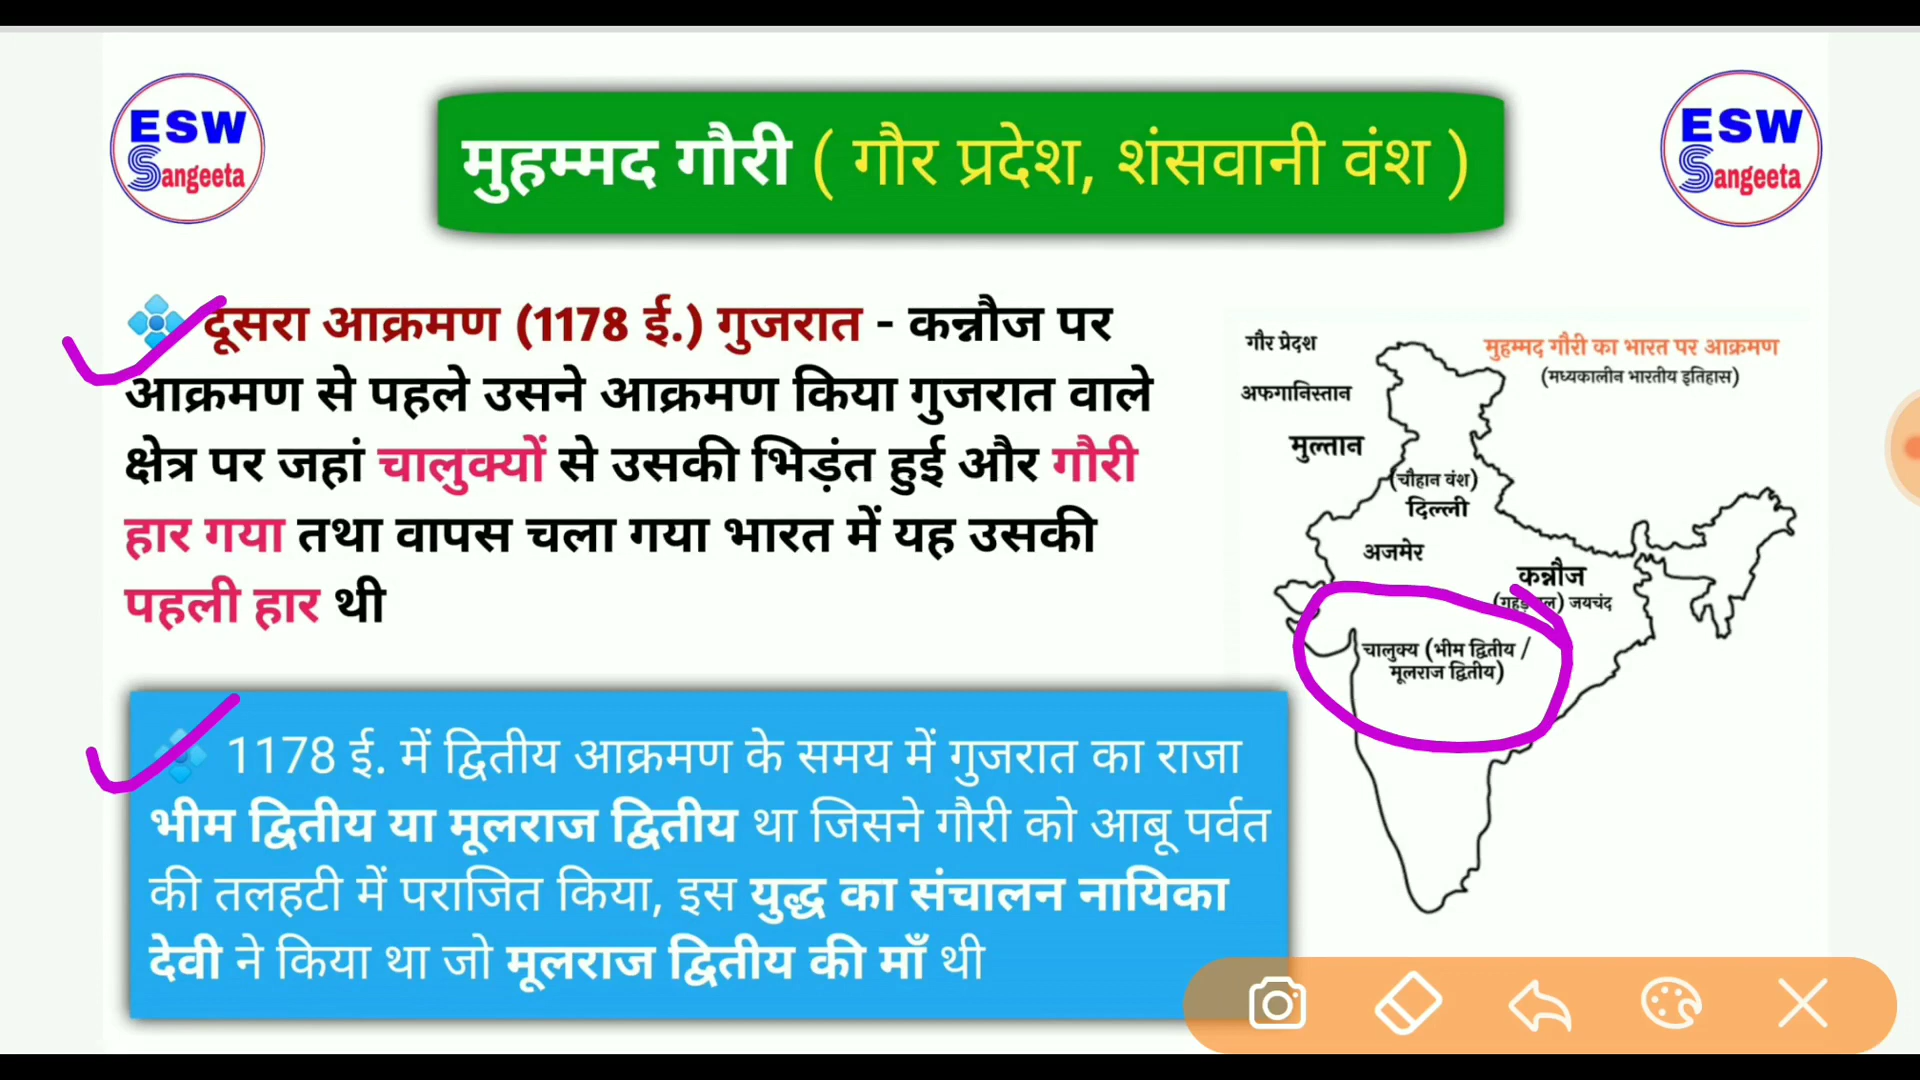 ESW
Sangeeta
मुहम्मद गौरी ( गौर प्रदेश, शंसवानी वंश )
ESW
Sangeeta
दूसरा आक्रमण (1178 ई.) गुजरात - कन्नौज पर
आक्रमण से पहले उसने आक्रमण किया गुजरात वाले
क्षेत्र पर जहां चालुक्यों से उसकी भिड़ंत हुई और गौरी
हार गया तथा वापस चला गया भारत में यह उसकी
पहली हार थी
1178 ई. में द्वितीय आक्रमण के समय में गुजरात का राजा
भीम द्वितीय या मूलराज द्वितीय था जिसने गौरी को आबू पर्वत
की तलहटी में पराजित किया, इस युद्ध का संचालन नायिका
देवी ने किया था जो मूलराज द्वितीय की माँ थी
गौर प्रेदश
मुहम्मद गौरी का भारत पर आक्रमण
(मध्यकालीन भारतीय इतिहास)
अफगानिस्तान
मुल्तान
(चौहान वंश)
दिल्ली
अजमेर
कन्नौज
जयचंद
चालुक्य (भीम द्वितीय /
मूलराज द्वितीय)